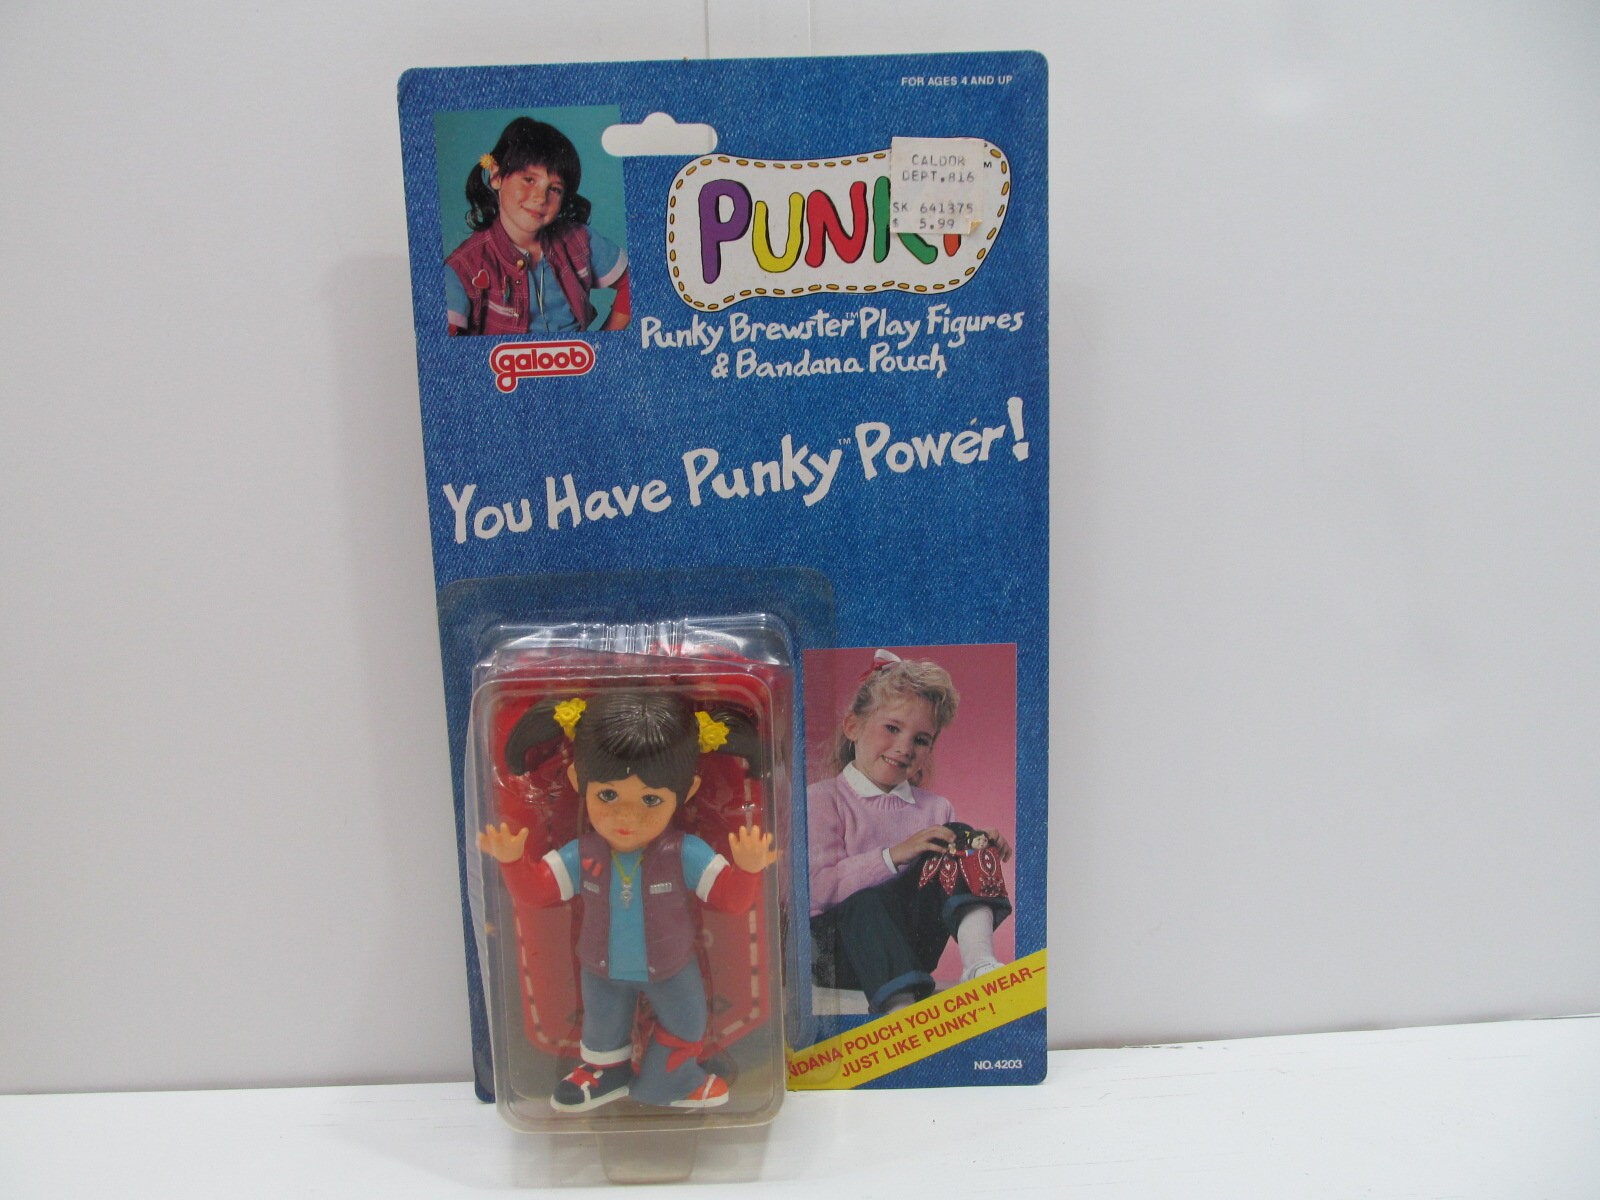 FOR AGES 4 AND UP
PUNKY™
CALDOR
DEPT.816
SK 641375
$ 5.99
Punky Brewster™ Play Figures
& Bandana Pouch
galoob®
You Have Punky™ Power!
NDANA POUCH YOU CAN WEAR—
JUST LIKE PUNKY™!
NO. 4203